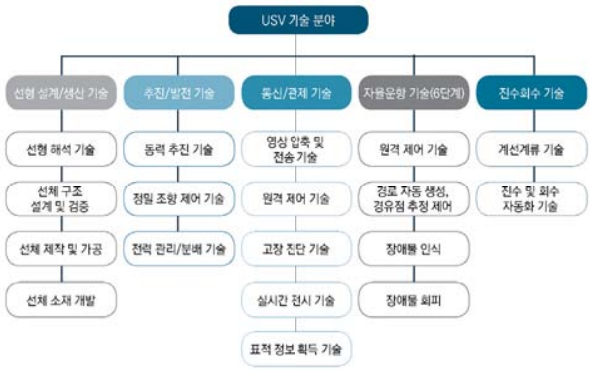 USV 기술 분야
선형 설계/생산 기술
선형 해석 기술
선체 구조
설계 및 검증
선체 제작 및 가공
선체 소재 개발
추진/발전 기술
동력 추진 기술
정밀 조향 제어 기술
전력 관리/분배 기술
통신/관제 기술
영상 압축 및
전송 기술
원격 제어 기술
고장 진단 기술
실시간 전시 기술
표적 정보 획득 기술
자율운항 기술(6단계)
원격 제어 기술
경로 자동 생성,
경유점 추정 제어
장애물 인식
장애물 회피
진수회수 기술
계선계류 기술
진수 및 회수
자동화 기술